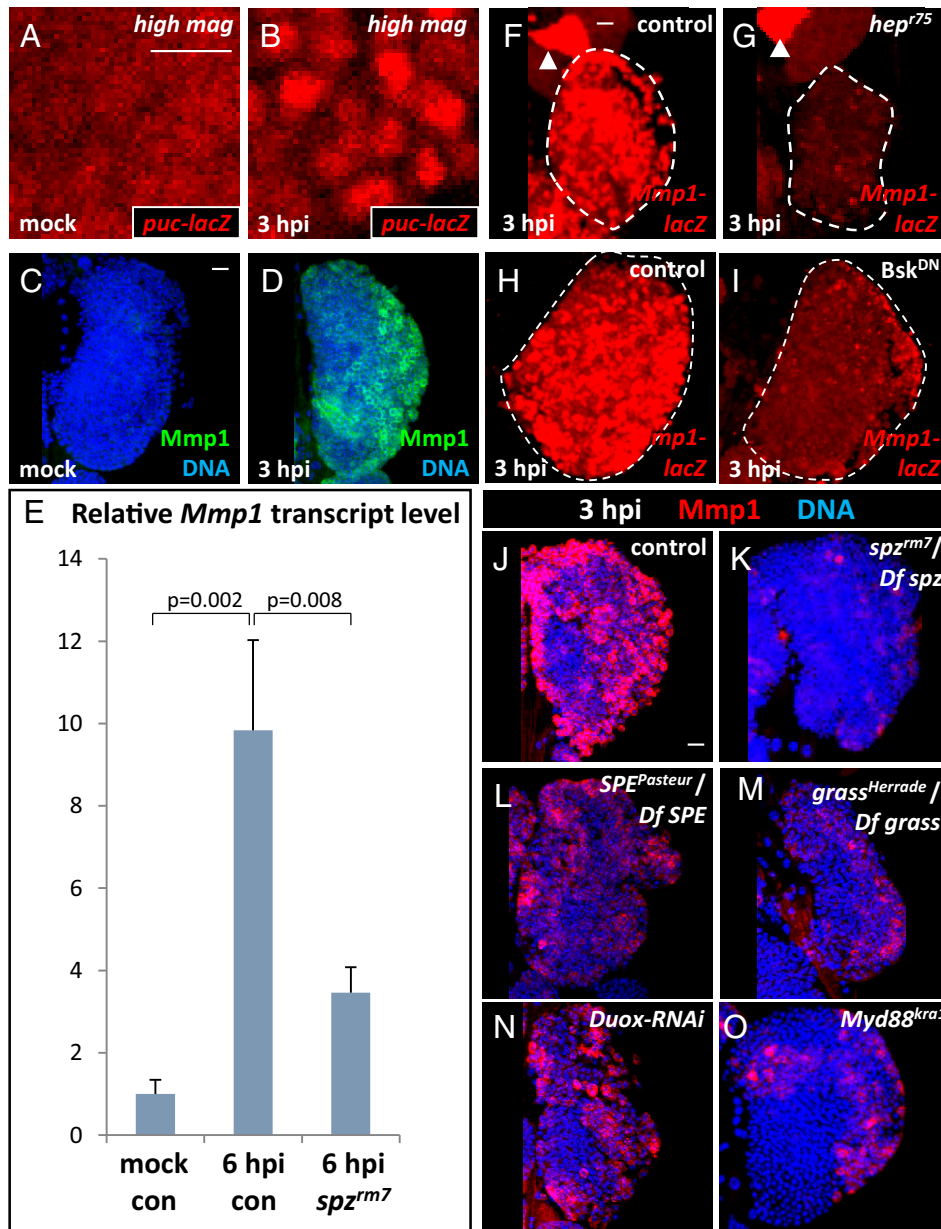 A
high mag
mock
puc-lacZ
B
high mag
3 hpi
puc-lacZ
F
control
3 hpi
Mmp1-
lacZ
G
hep^r75
3 hpi
Mmp1-
lacZ
C
Mmp1
mock
DNA
D
Mmp1
3 hpi
DNA
H
control
mp1-
3 hpi
lacZ
I
Bsk^DN
Mmp1-
3 hpi
lacZ
E Relative Mmp1 transcript level
14
12
10
8
6
4
2
0
p=0.002
p=0.008
mock
con
6 hpi
con
6 hpi
spz^rm7
3 hpi Mmp1 DNA
J
control
K
spz^rm7/
Df spz
L
SPE^Pasteur/
Df SPE
M
grass^Herrade/
Df grass
N
Duox-RNAi
O
Myd88^kra1